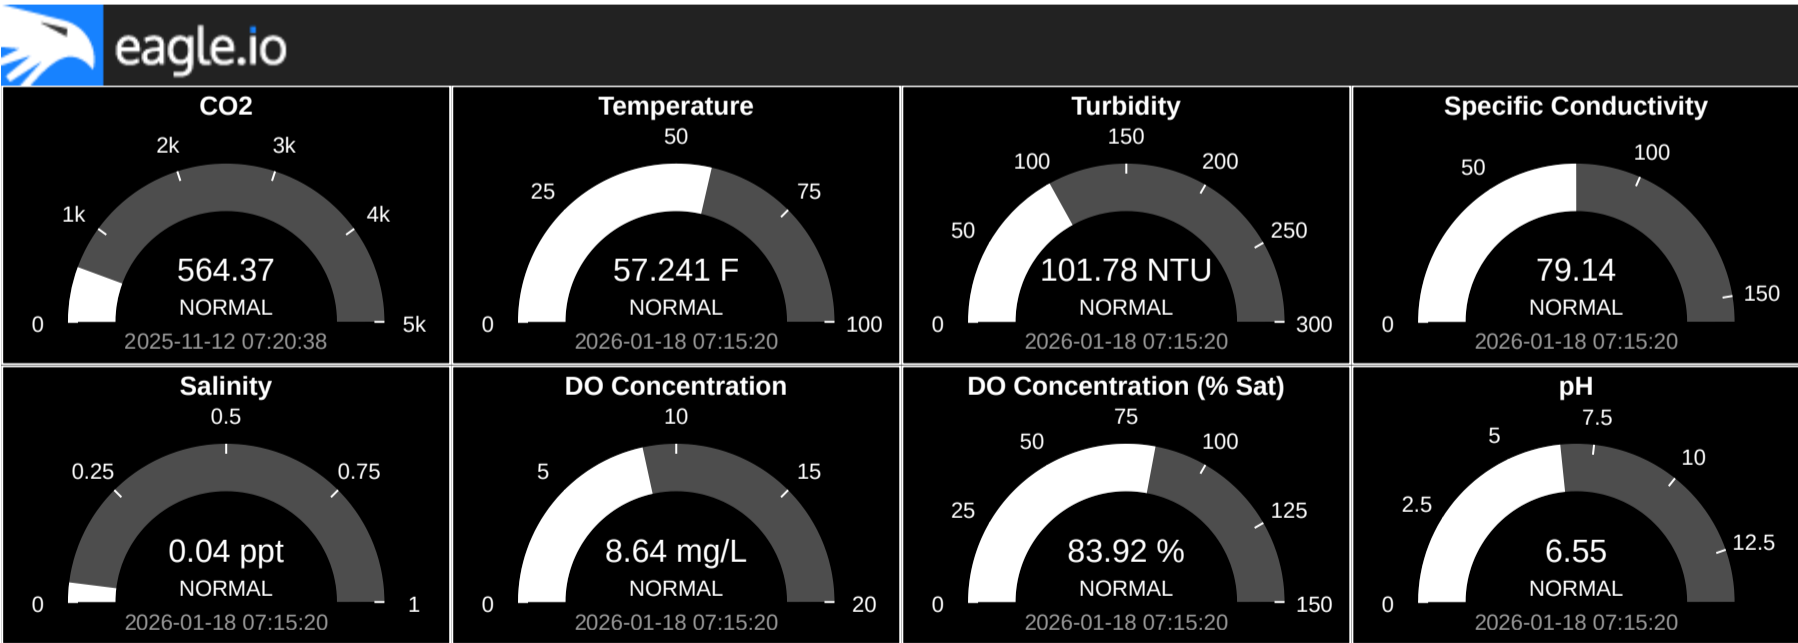 eagle.io
CO2
0
1k
2k
3k
4k
5k
564.37
NORMAL
2025-11-12 07:20:38
Temperature
0
25
50
75
100
57.241 F
NORMAL
2026-01-18 07:15:20
Turbidity
0
50
100
150
200
250
300
101.78 NTU
NORMAL
2026-01-18 07:15:20
Specific Conductivity
0
50
100
150
79.14
NORMAL
2026-01-18 07:15:20
Salinity
0
0.25
0.5
0.75
1
0.04 ppt
NORMAL
2026-01-18 07:15:20
DO Concentration
0
5
10
15
20
8.64 mg/L
NORMAL
2026-01-18 07:15:20
DO Concentration (% Sat)
0
25
50
75
100
125
150
83.92 %
NORMAL
2026-01-18 07:15:20
pH
0
2.5
5
7.5
10
12.5
6.55
NORMAL
2026-01-18 07:15:20